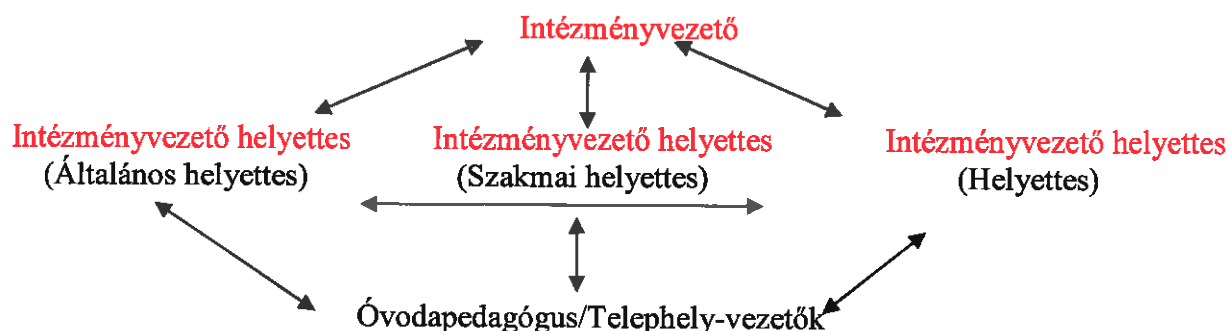 Intézményvezető
Intézményvezető helyettes
(Általános helyettes)
Intézményvezető helyettes
(Szakmai helyettes)
Intézményvezető helyettes
(Helyettes)
Óvodapedagógus/Telephely-vezetők